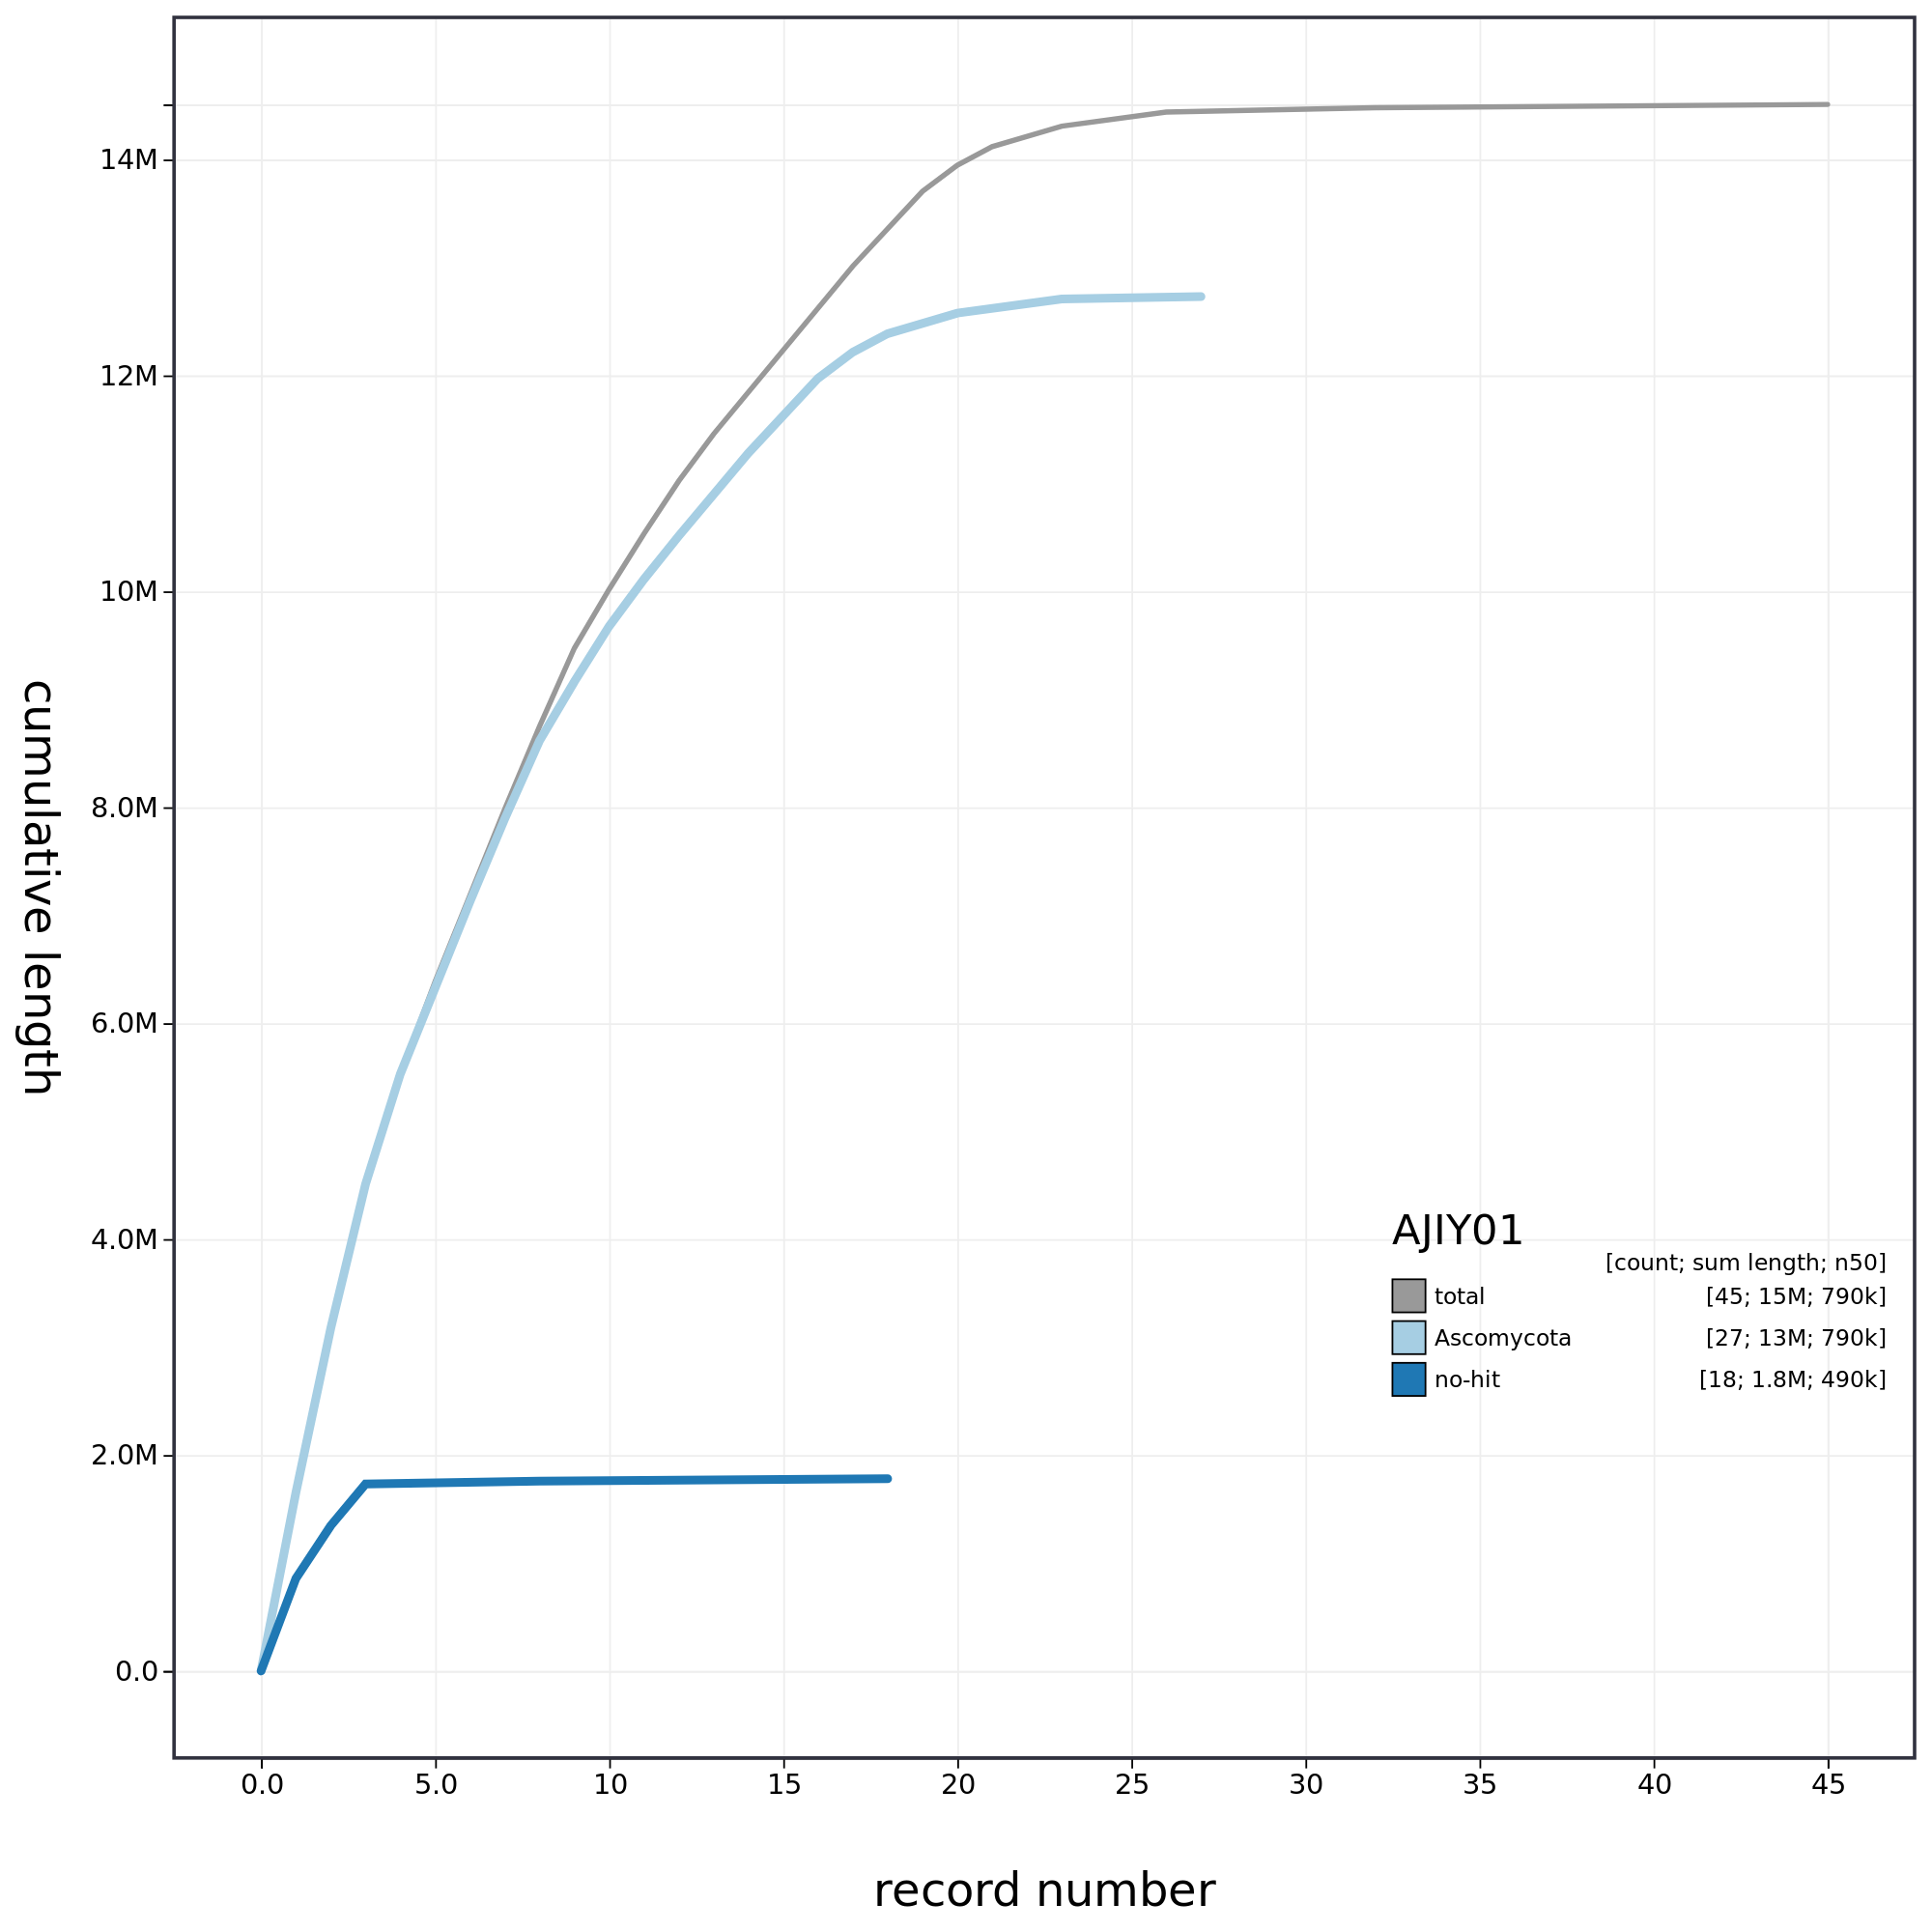 14M
12M
10M
8.0M
6.0M
4.0M
2.0M
0.0
cumulative length
AJIY01
[count; sum length; n50]
total [45; 15M; 790k]
Ascomycota [27; 13M; 790k]
no-hit [18; 1.8M; 490k]
0.0 5.0 10 15 20 25 30 35 40 45
record number